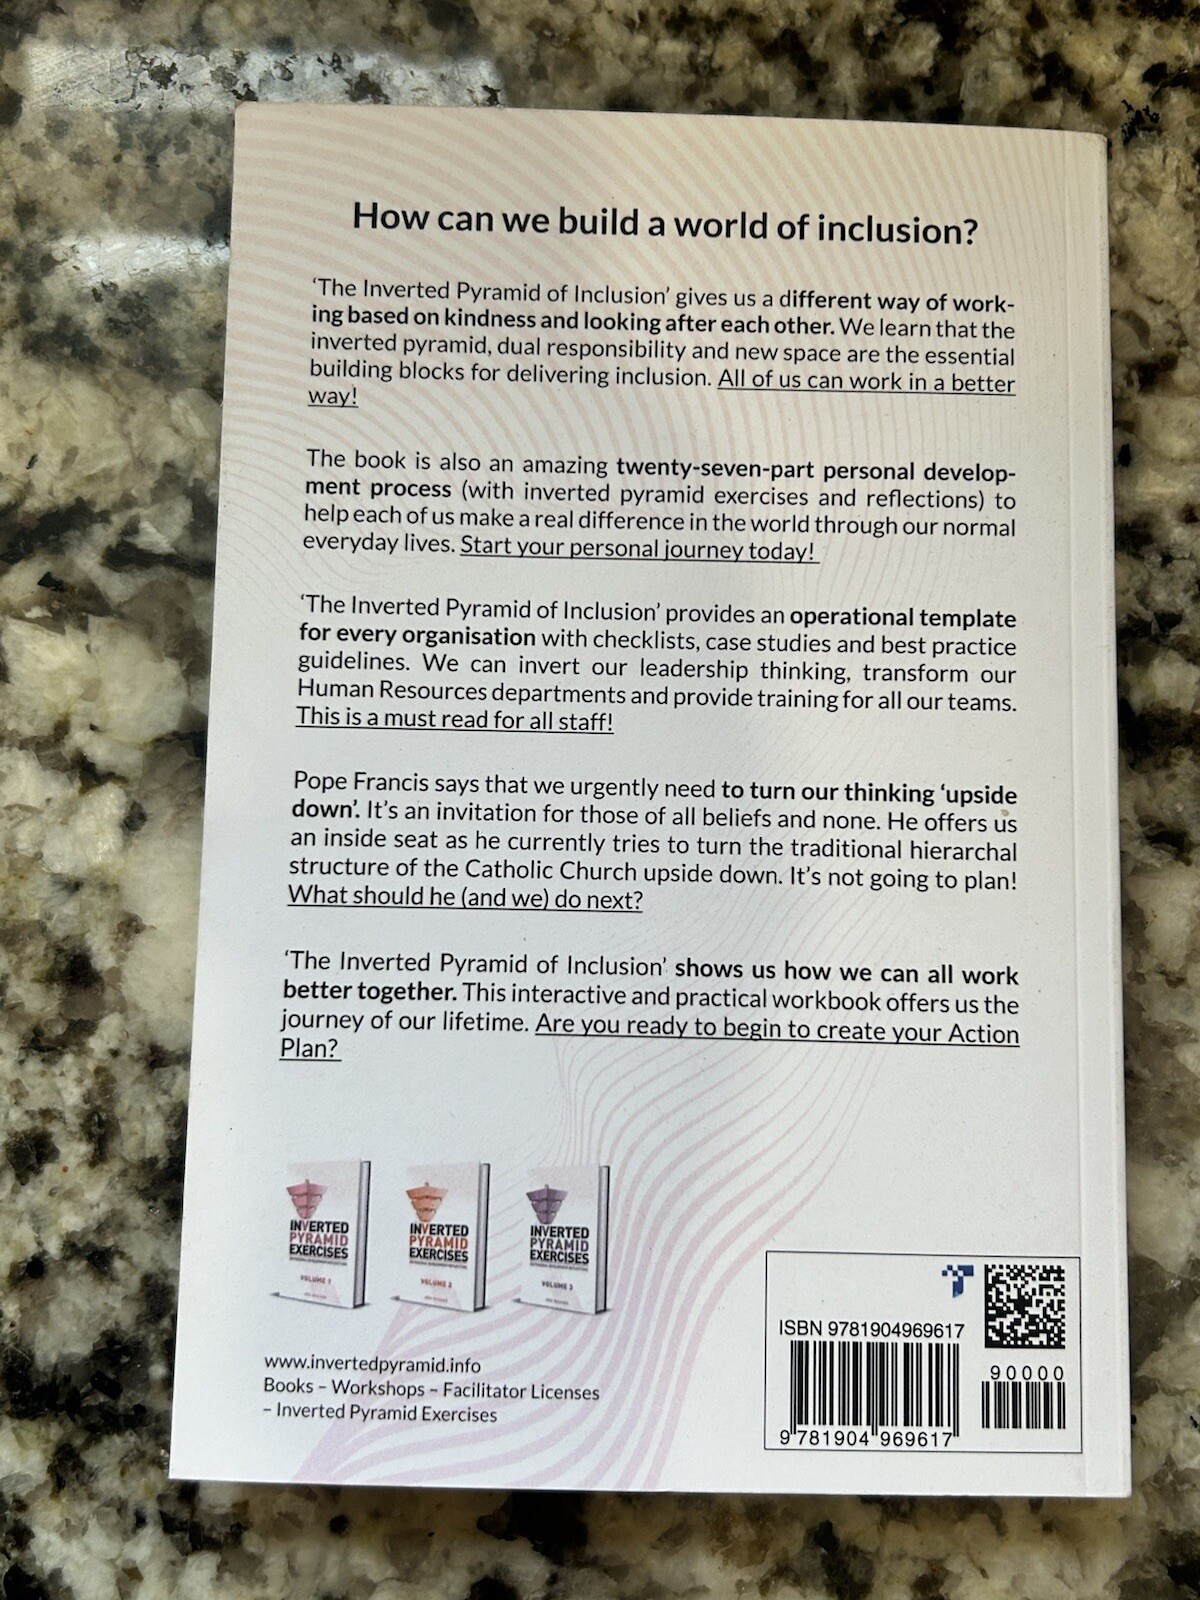 How can we build a world of inclusion?
‘The Inverted Pyramid of Inclusion’ gives us a different way of work-
ing based on kindness and looking after each other. We learn that the
inverted pyramid, dual responsibility and new space are the essential
building blocks for delivering inclusion. All of us can work in a better
way!
The book is also an amazing twenty-seven-part personal develop-
ment process (with inverted pyramid exercises and reflections) to
help each of us make a real difference in the world through our normal
everyday lives. Start your personal journey today!
‘The Inverted Pyramid of Inclusion’ provides an operational template
for every organisation with checklists, case studies and best practice
guidelines. We can invert our leadership thinking, transform our
Human Resources departments and provide training for all our teams.
This is a must read for all staff!
Pope Francis says that we urgently need to turn our thinking ‘upside
down’. It’s an invitation for those of all beliefs and none. He offers us
an inside seat as he currently tries to turn the traditional hierarchal
structure of the Catholic Church upside down. It’s not going to plan!
What should he (and we) do next?
‘The Inverted Pyramid of Inclusion’ shows us how we can all work
better together. This interactive and practical workbook offers us the
journey of our lifetime. Are you ready to begin to create your Action
Plan?
INVERTED
PYRAMID
EXERCISES
VOLUME 1
INVERTED
PYRAMID
EXERCISES
VOLUME 2
INVERTED
PYRAMID
EXERCISES
VOLUME 3
www.invertedpyramid.info
Books – Workshops – Facilitator Licenses
– Inverted Pyramid Exercises
ISBN 9781904969617
90000
9 781904 969617